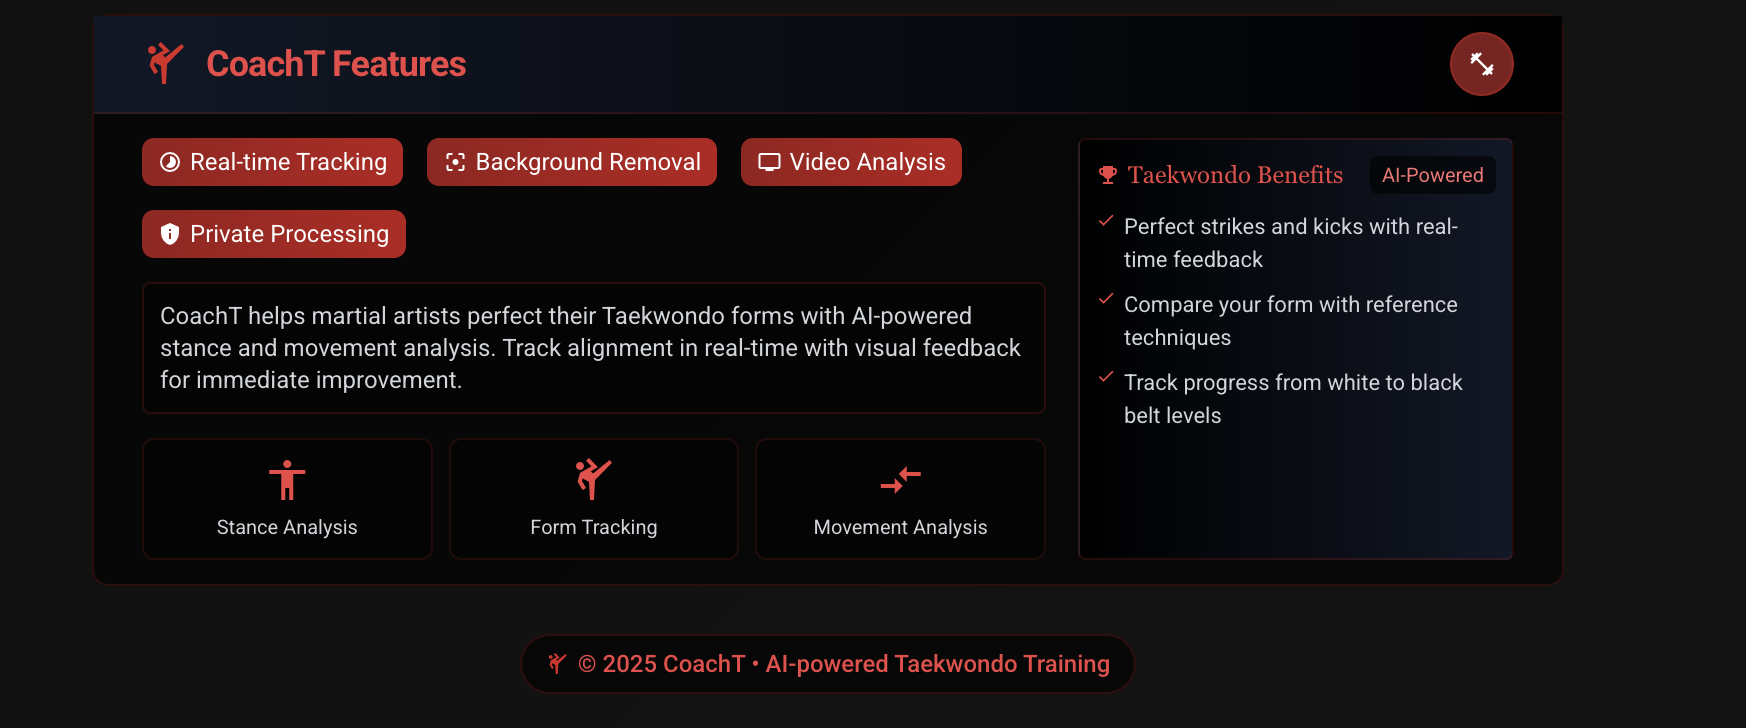 CoachT Features
Real-time Tracking
Background Removal
Video Analysis
Private Processing
CoachT helps martial artists perfect their Taekwondo forms with AI-powered
stance and movement analysis. Track alignment in real-time with visual feedback
for immediate improvement.
Stance Analysis
Form Tracking
Movement Analysis
Taekwondo Benefits
AI-Powered
Perfect strikes and kicks with real-
time feedback
Compare your form with reference
techniques
Track progress from white to black
belt levels
© 2025 CoachT • AI-powered Taekwondo Training